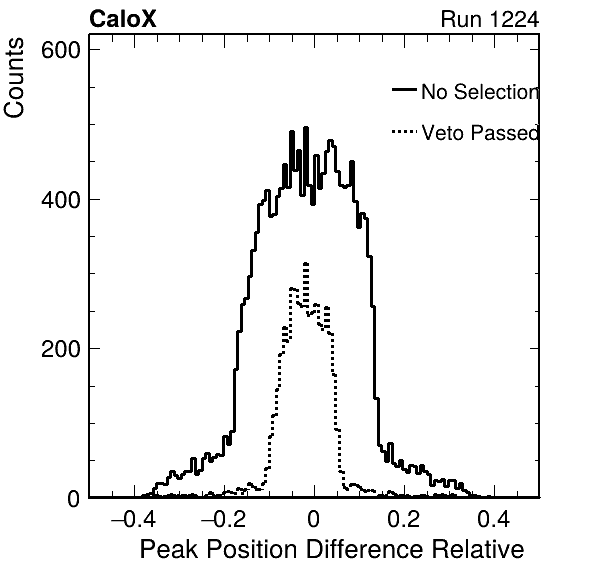 CaloX Run 1224
Counts
600
400
200
0
No Selection
Veto Passed
−0.4 −0.2 0 0.2 0.4
Peak Position Difference Relative